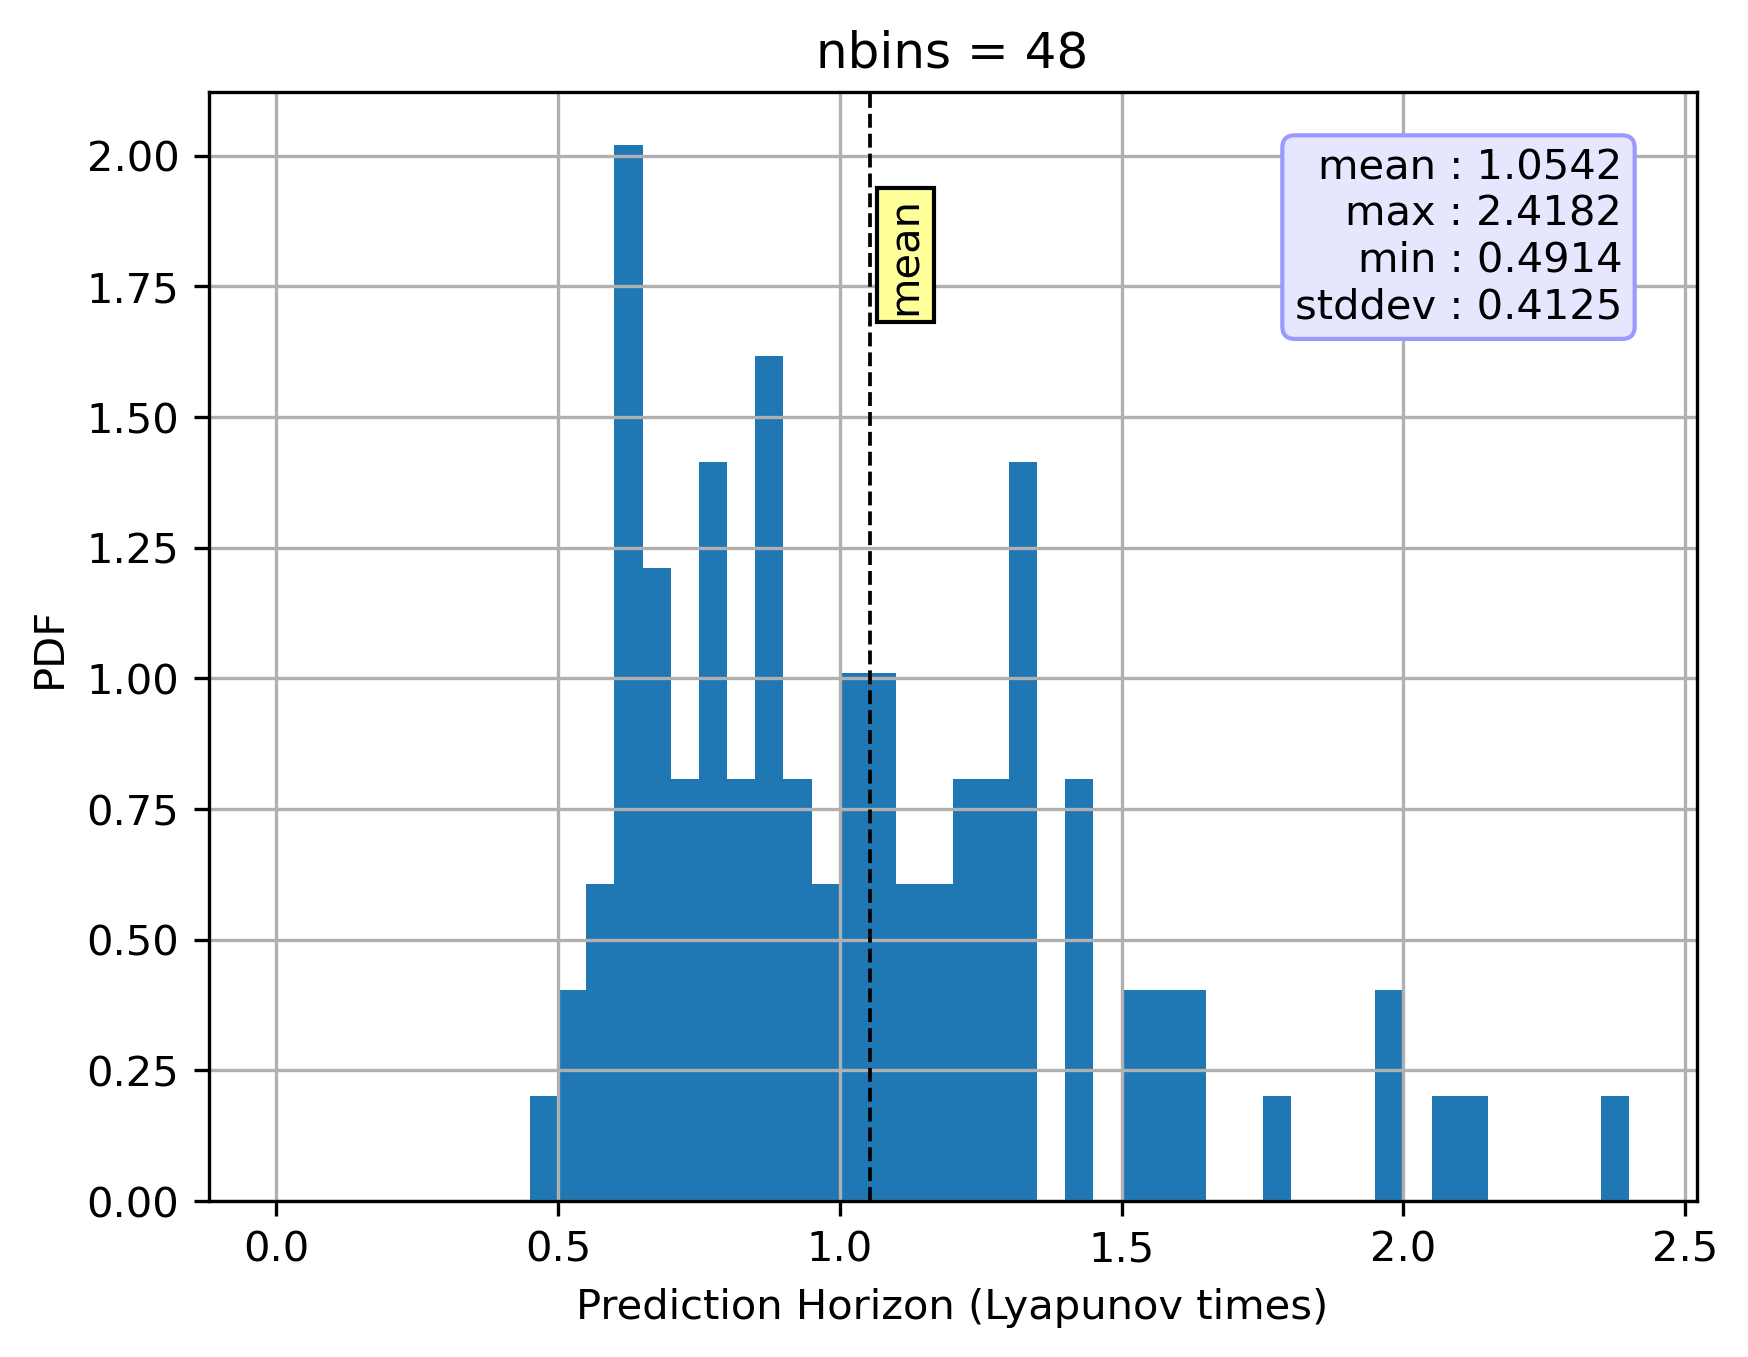 nbins = 48
mean : 1.0542
max : 2.4182
min : 0.4914
stddev : 0.4125
mean
PDF
2.00
1.75
1.50
1.25
1.00
0.75
0.50
0.25
0.00
0.0 0.5 1.0 1.5 2.0 2.5
Prediction Horizon (Lyapunov times)